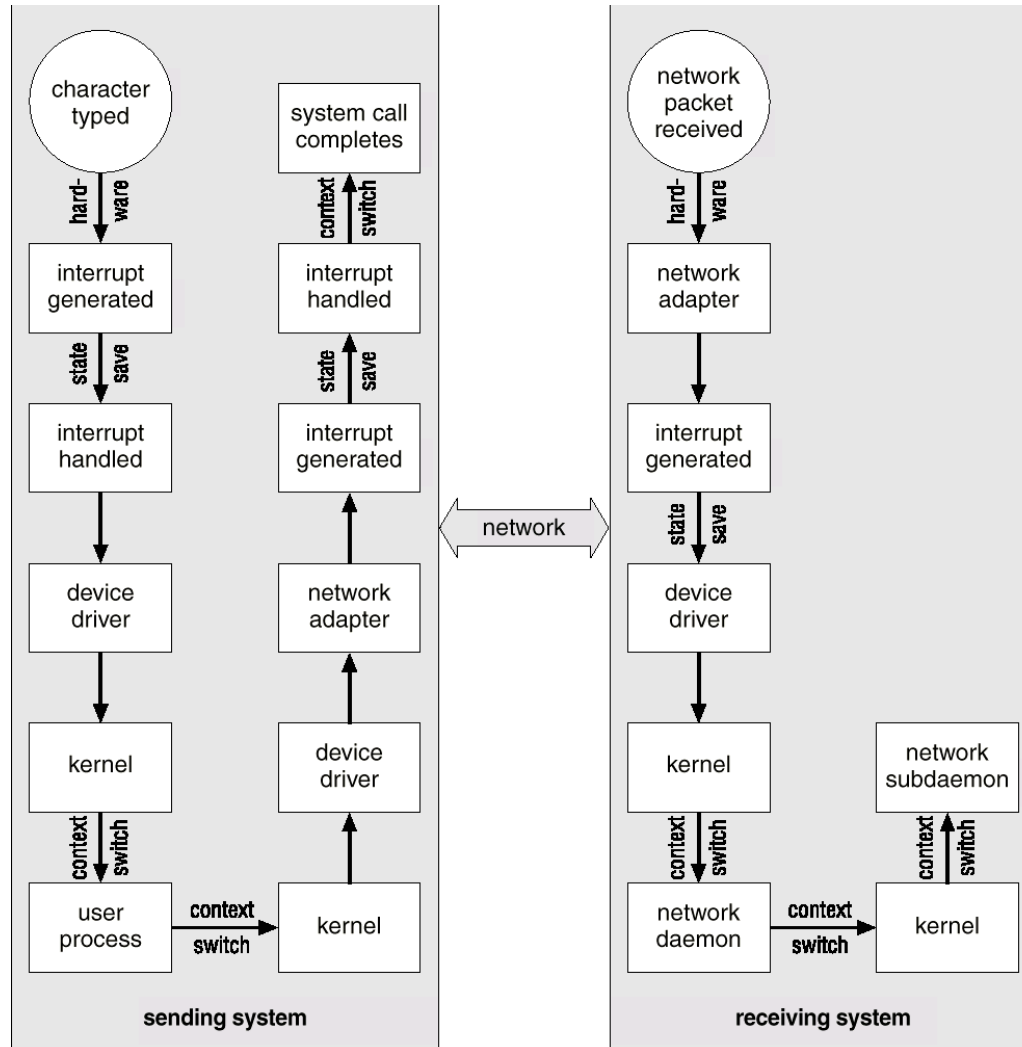 character
typed
hard-
ware
interrupt
generated
state
save
interrupt
handled
device
driver
kernel
context
switch
user
process
context
switch
kernel
device
driver
network
adapter
interrupt
generated
state
save
interrupt
handled
context
switch
system call
completes
sending system
network
network
packet
received
hard-
ware
network
adapter
interrupt
generated
state
save
device
driver
kernel
context
switch
network
daemon
context
switch
kernel
context
switch
network
subdaemon
receiving system